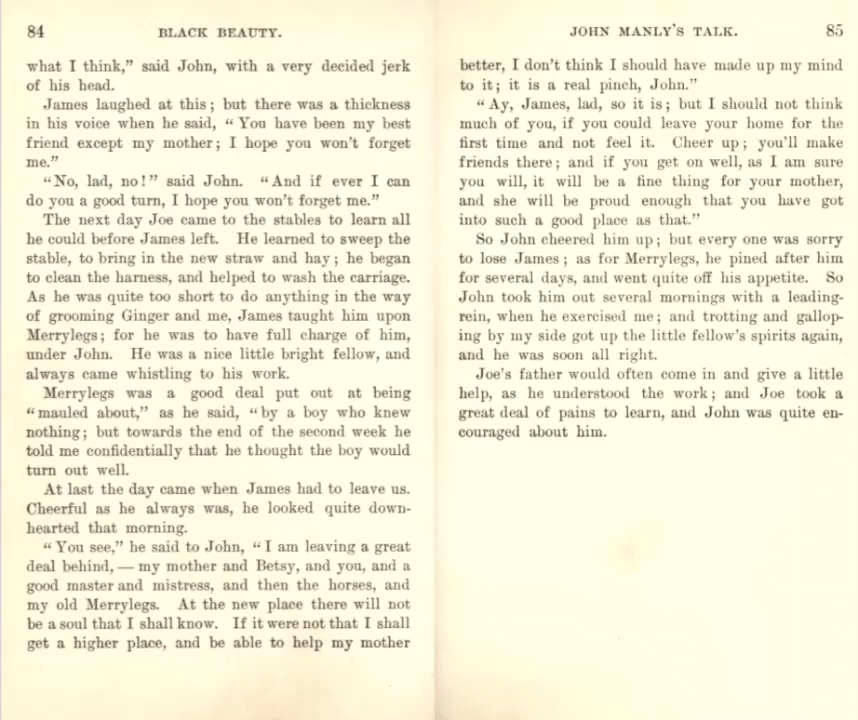 84 BLACK BEAUTY.
what I think,” said John, with a very decided jerk
of his head.
James laughed at this; but there was a thickness
in his voice when he said, “You have been my best
friend except my mother; I hope you won’t forget
me.”
“No, lad, no!” said John. “And if ever I can
do you a good turn, I hope you won’t forget me.”
The next day Joe came to the stables to learn all
he could before James left. He learned to sweep the
stable, to bring in the new straw and hay; he began
to clean the harness, and helped to wash the carriage.
As he was quite too short to do anything in the way
of grooming Ginger and me, James taught him upon
Merrylegs; for he was to have full charge of him,
under John. He was a nice little bright fellow, and
always came whistling to his work.
Merrylegs was a good deal put out at being
“mauled about,” as he said, “by a boy who knew
nothing; but towards the end of the second week he
told me confidentially that he thought the boy would
turn out well.
At last the day came when James had to leave us.
Cheerful as he always was, he looked quite down-
hearted that morning.
“You see,” he said to John, “I am leaving a great
deal behind, — my mother and Betsy, and you, and a
good master and mistress, and then the horses, and
my old Merrylegs. At the new place there will not
be a soul that I shall know. If it were not that I shall
get a higher place, and be able to help my mother
JOHN MANLY’S TALK. 85
better, I don’t think I should have made up my mind
to it; it is a real pinch, John.”
“Ay, James, lad, so it is; but I should not think
much of you, if you could leave your home for the
first time and not feel it. Cheer up; you’ll make
friends there; and if you get on well, as I am sure
you will, it will be a fine thing for your mother,
and she will be proud enough that you have got
into such a good place as that.”
So John cheered him up; but every one was sorry
to lose James; as for Merrylegs, he pined after him
for several days, and went quite off his appetite. So
John took him out several mornings with a leading-
rein, when he exercised me; and trotting and gallop-
ing by my side got up the little fellow’s spirits again,
and he was soon all right.
Joe’s father would often come in and give a little
help, as he understood the work; and Joe took a
great deal of pains to learn, and John was quite en-
couraged about him.